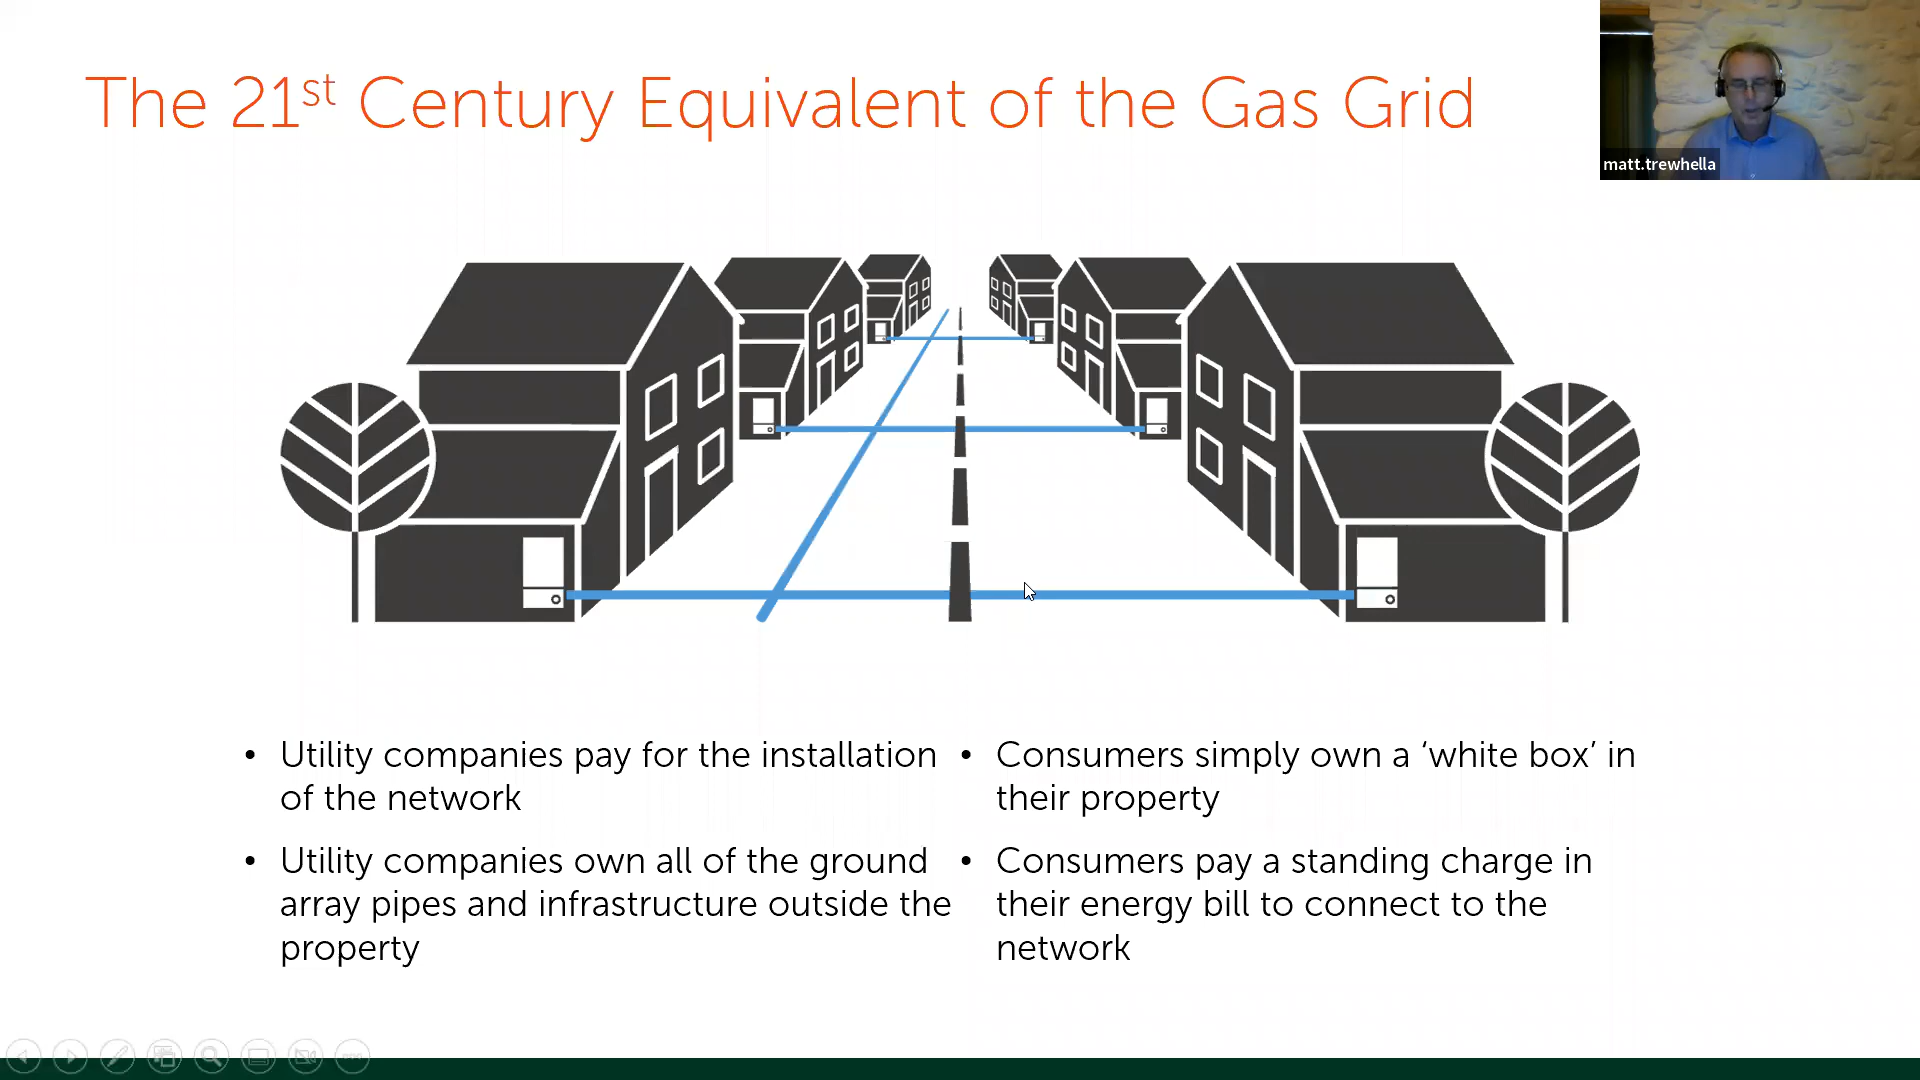 The 21st Century Equivalent of the Gas Grid
matt.trewhella
• Utility companies pay for the installation
of the network
• Utility companies own all of the ground
array pipes and infrastructure outside the
property
• Consumers simply own a ‘white box’ in
their property
• Consumers pay a standing charge in
their energy bill to connect to the
network